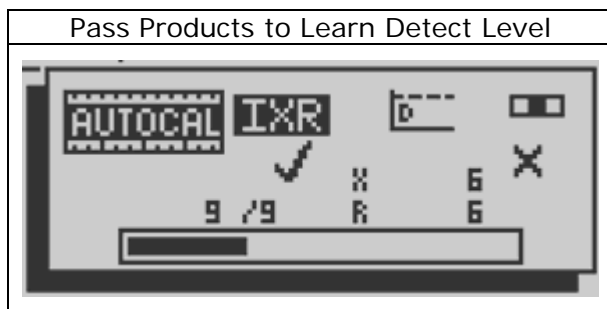 Pass Products to Learn Detect Level
AUTOCAL IXR D
X 6
9 /9 R 6